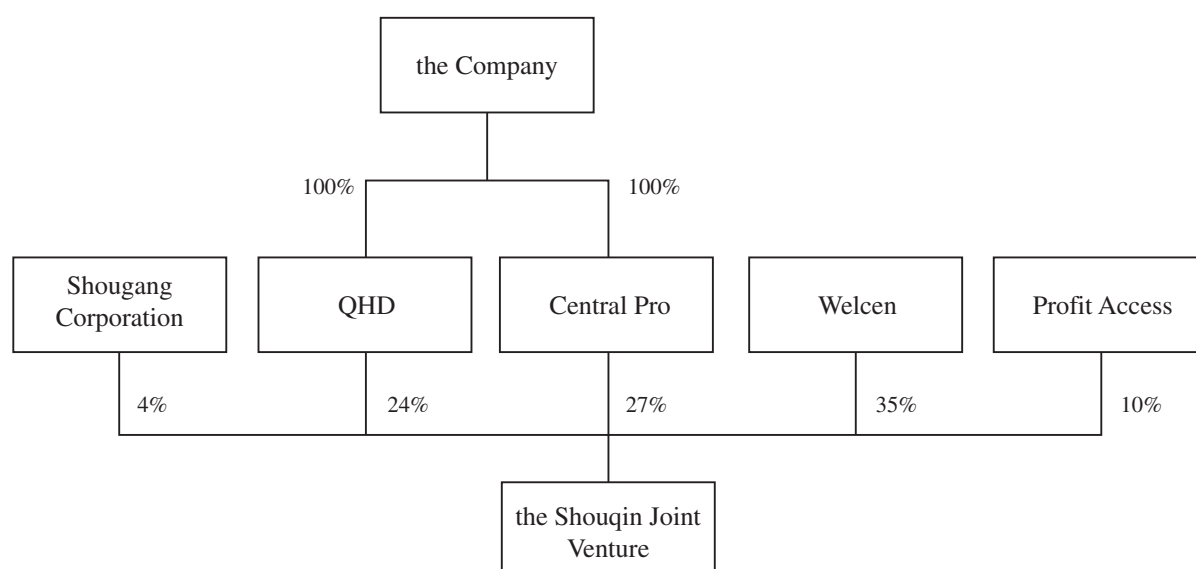 the Company
100%
100%
Shougang
Corporation
QHD
Central Pro
Welcen
Profit Access
4%
24%
27%
35%
10%
the Shouqin Joint
Venture